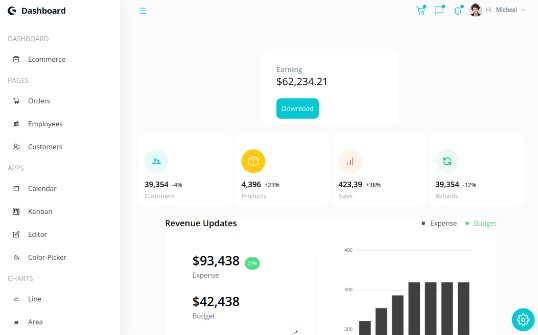 Dashboard
Hi, Micheal
DASHBOARD
Ecommerce
PAGES
Orders
Employees
Customers
APPS
Calendar
Kanban
Editor
Color-Picker
CHARTS
Line
Area
Earning
$62,234.21
Download
39,354 -4%
Customers
4,396 +23%
Products
423,39 +38%
Sales
39,354 -12%
Refunds
Revenue Updates
Expense
Budget
$93,438 23%
Expense
$42,438
Budget
400
300
200